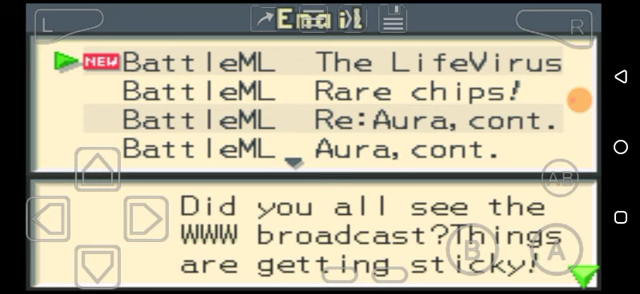 L
Email
R
NEW BattleML The LifeVirus
BattleML Rare chips!
BattleML Re:Aura,cont.
BattleML Aura,cont.
AB
Did you all see the
WWW broadcast?Things
are getting sticky!
B
A